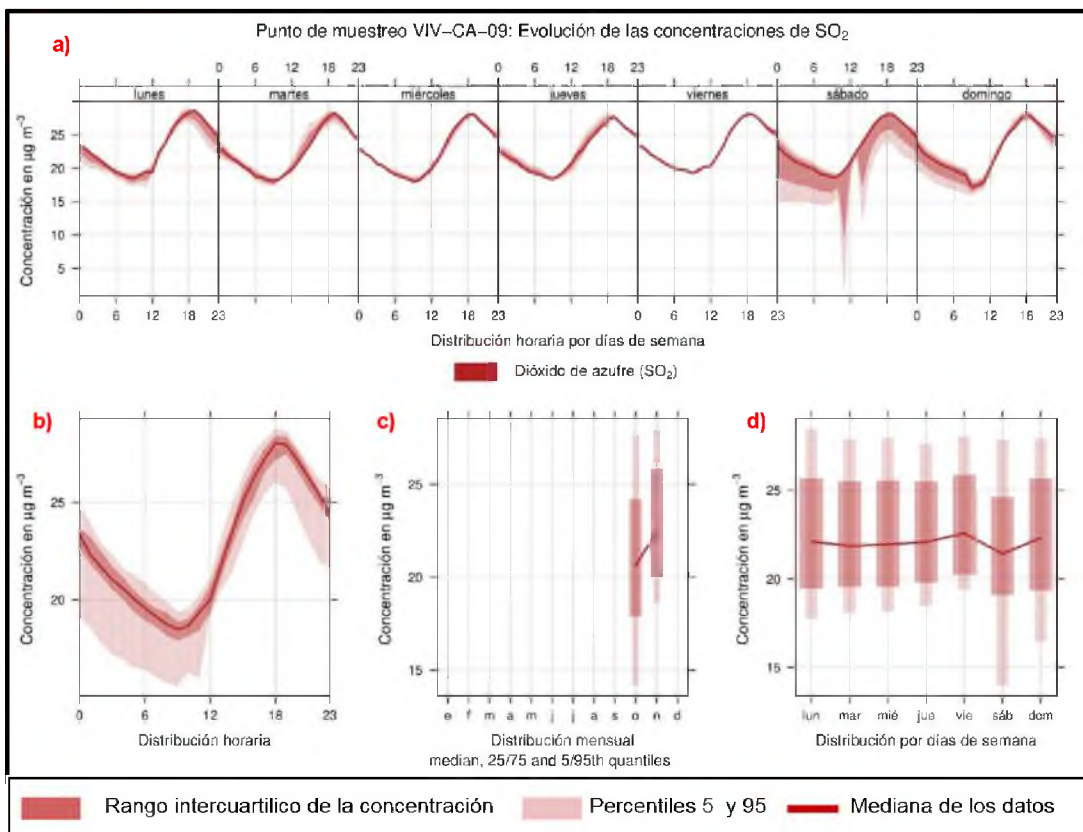 Punto de muestreo VIV-CA-09: Evolución de las concentraciones de SO₂
a)
0 6 12 18 23 0 6 12 18 23 0 6 12 18 23
lunes martes miércoles jueves viernes sábado domingo
Concentración en µg m⁻³
25
20
15
10
5
0 6 12 18 23 0 6 12 18 23 0 6 12 18 23 0 6 12 18 23
Distribución horaria por días de semana
Dióxido de azufre (SO₂)
b)
Concentración en µg m⁻³
25
20
0 6 12 18 23
Distribución horaria
c)
Concentración en µg m⁻³
25
20
15
e f m a m j j a s o n d
Distribución mensual
median, 25/75 and 5/95th quantiles
d)
Concentración en µg m⁻³
25
20
15
lun mar mié jue vie sáb dom
Distribución por días de semana
Rango intercuartilico de la concentración Percentiles 5 y 95 Mediana de los datos